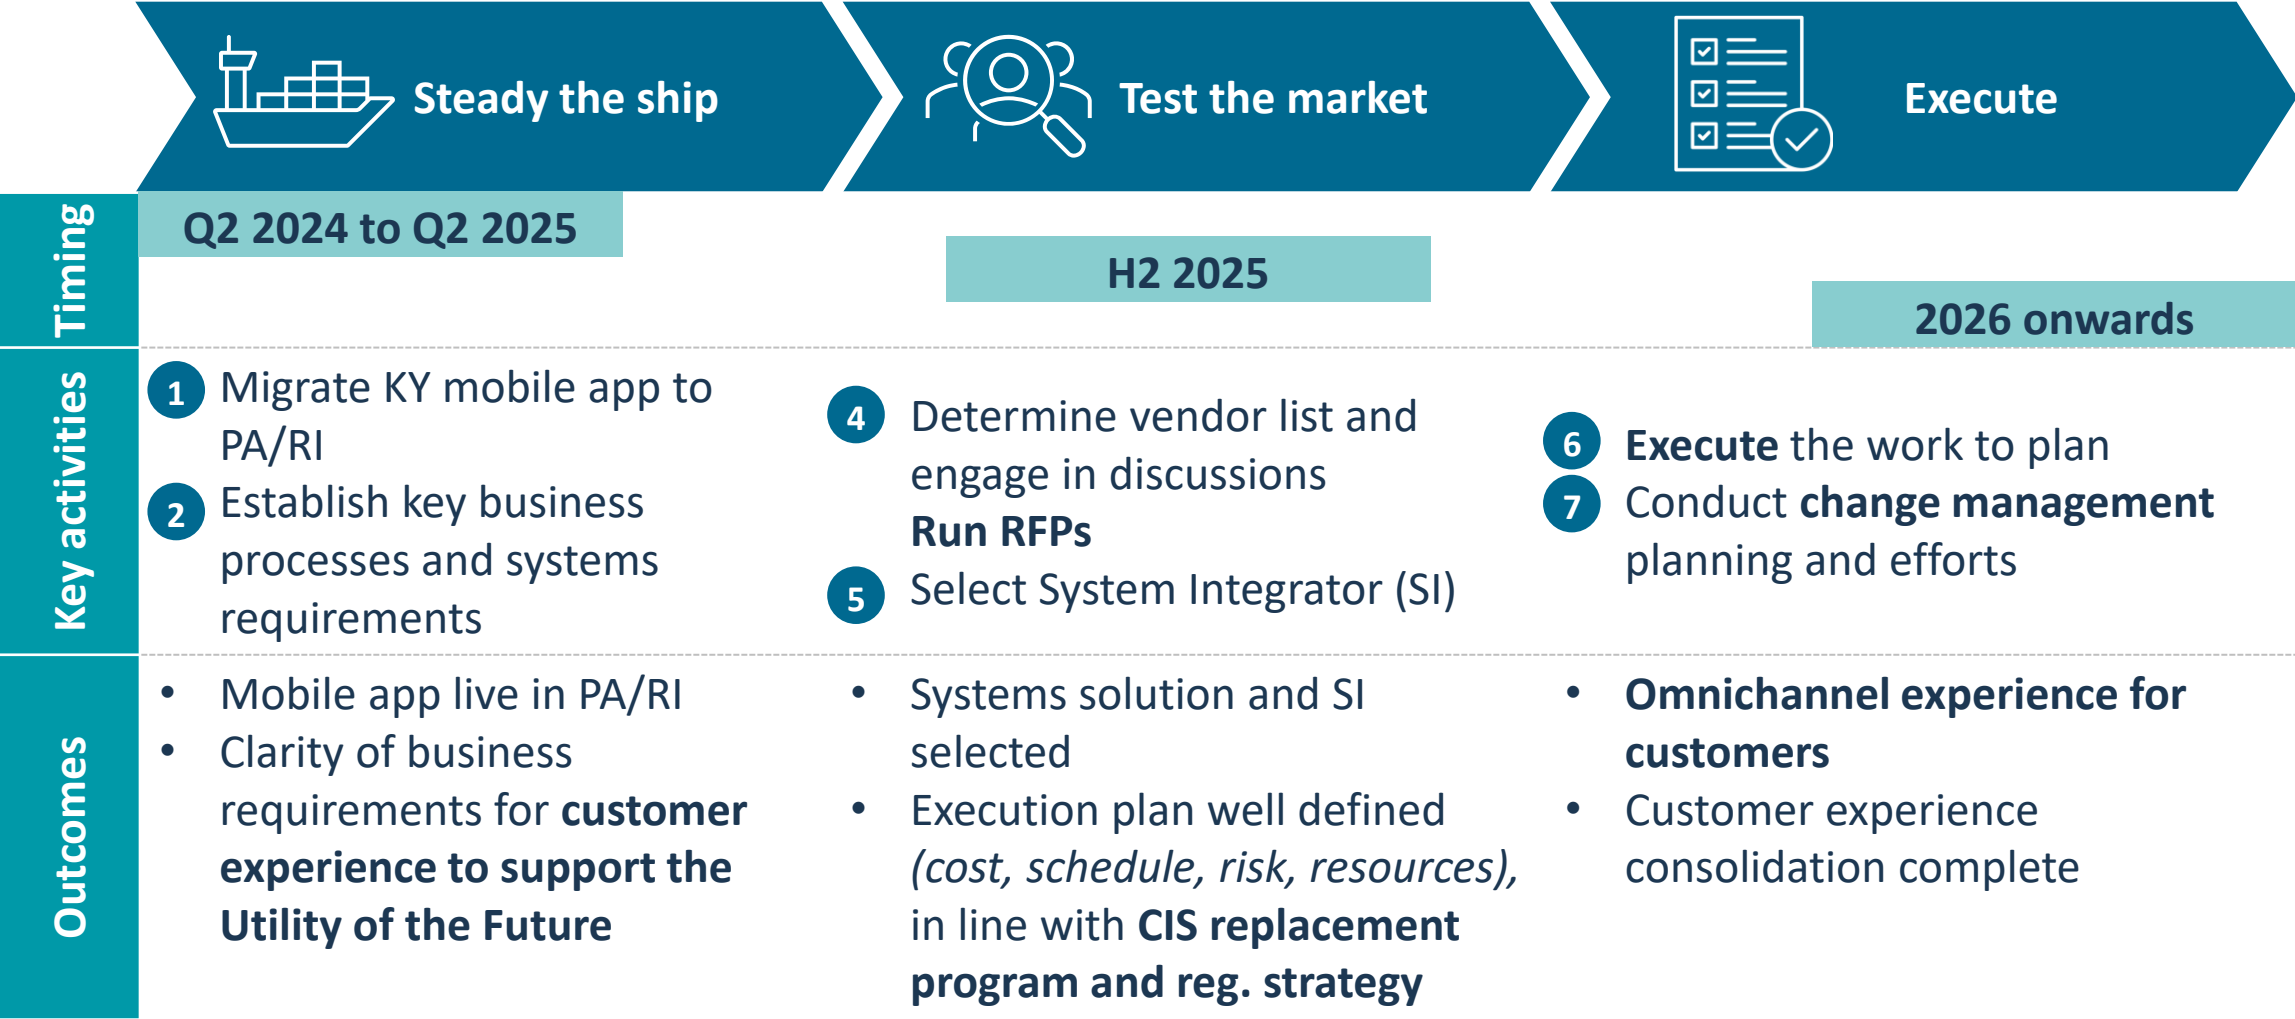 Steady the ship
Test the market
Execute
Timing
Q2 2024 to Q2 2025
H2 2025
2026 onwards
Key activities
1 Migrate KY mobile app to
PA/RI
2 Establish key business
processes and systems
requirements
4 Determine vendor list and
engage in discussions
Run RFPs
5 Select System Integrator (SI)
6 Execute the work to plan
7 Conduct change management
planning and efforts
Outcomes
• Mobile app live in PA/RI
• Clarity of business
requirements for customer
experience to support the
Utility of the Future
• Systems solution and SI
selected
• Execution plan well defined
(cost, schedule, risk, resources),
in line with CIS replacement
program and reg. strategy
• Omnichannel experience for
customers
• Customer experience
consolidation complete